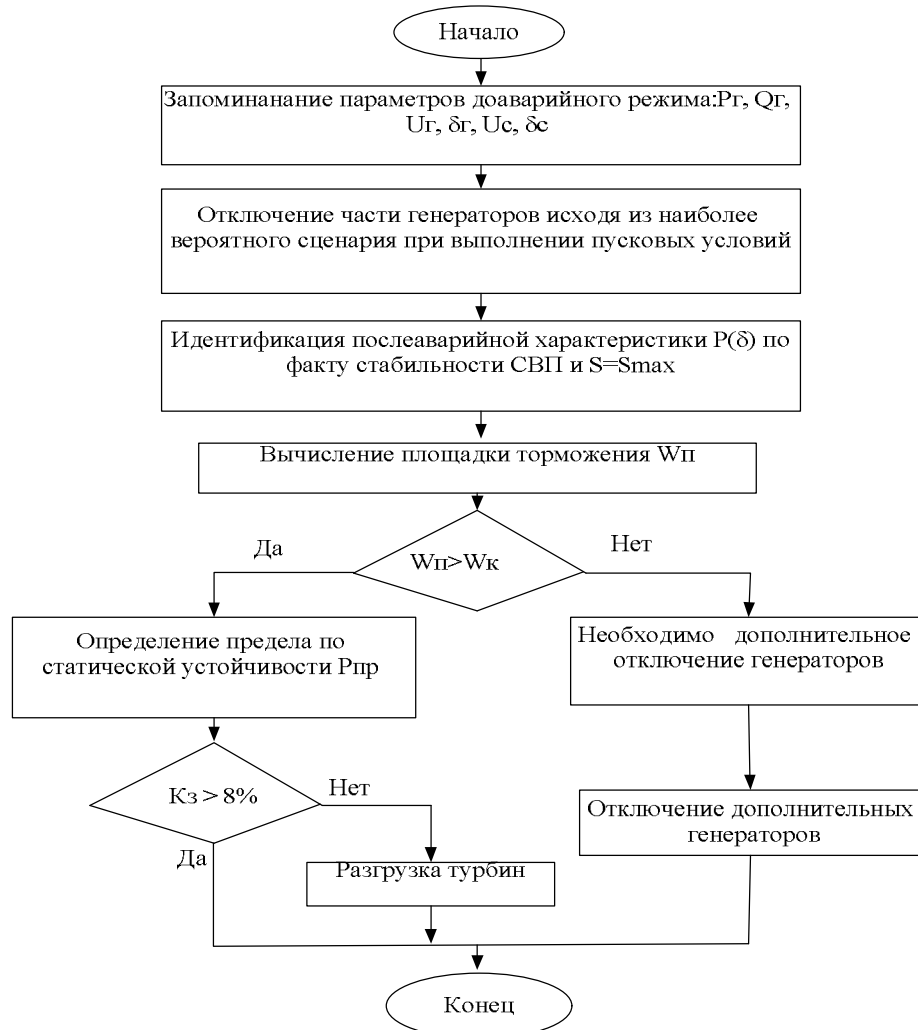 Начало
Запоминанание параметров доаварийного режима:Pг, Qг,
Uг, δг, Uс, δс
Отключение части генераторов исходя из наиболее
вероятного сценария при выполнении пусковых условий
Идентификация послеаварийной характеристики P(δ) по
факту стабильности СВП и S=Smax
Вычисление площадки торможения Wп
Да
Wп>Wк
Нет
Определение предела по
статической устойчивости Pпр
Необходимо дополнительное
отключение генераторов
Кз > 8%
Нет
Да
Отключение дополнительных
генераторов
Разгрузка турбин
Конец